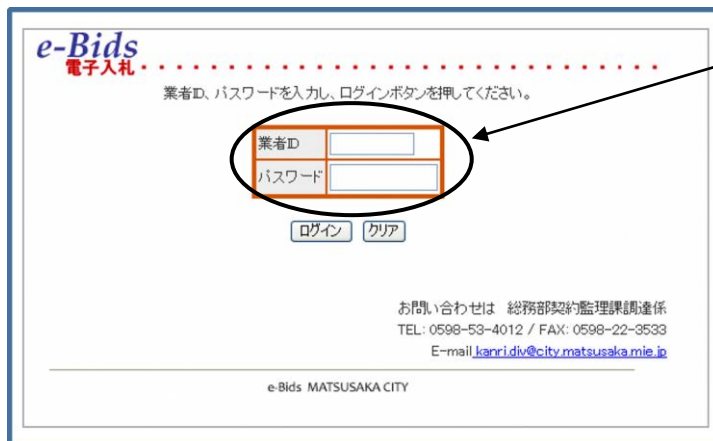 e-Bids
電子入札
業者ID、パスワードを入力し、ログインボタンを押してください。
業者ID
パスワード
ログイン クリア
お問い合わせは 総務部契約監理課調達係
TEL: 0598-53-4012 / FAX: 0598-22-3533
E-mail kanri.div@city.matsusaka.mie.jp
e-Bids MATSUSAKA CITY